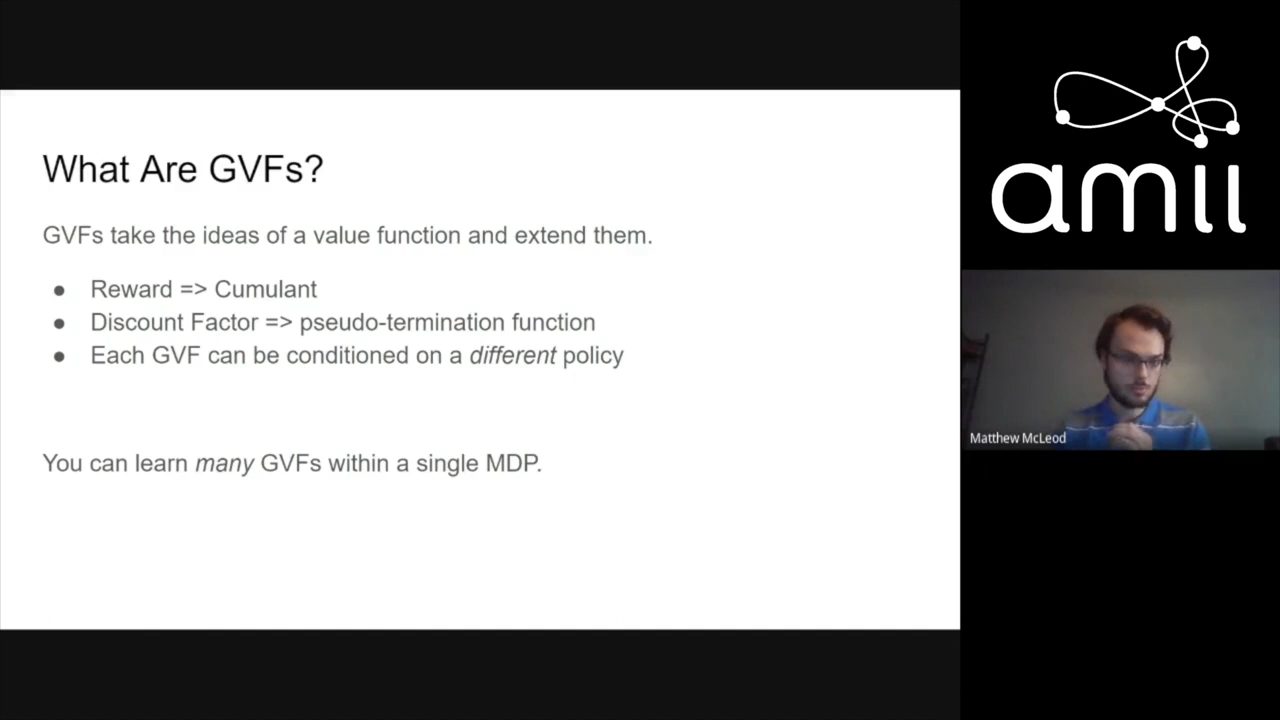 What Are GVFs?
GVFs take the ideas of a value function and extend them.
● Reward => Cumulant
● Discount Factor => pseudo-termination function
● Each GVF can be conditioned on a different policy
You can learn many GVFs within a single MDP.
amii
Matthew McLeod